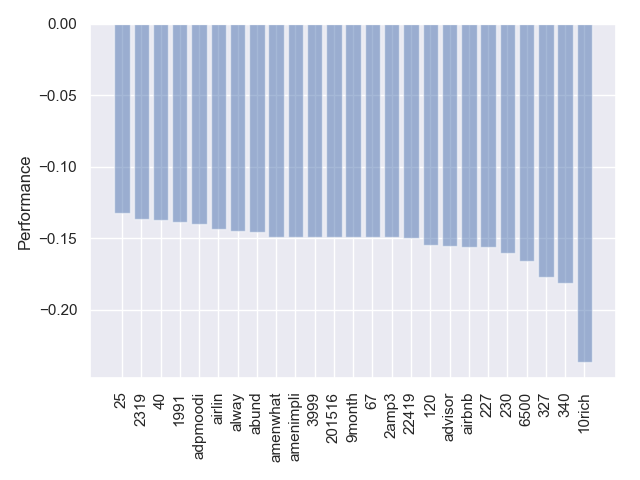 0.00
−0.05
−0.10
−0.15
−0.20
Performance
25
2319
40
1991
adpmoodi
airlin
alway
abund
amenwhat
amenimpli
3999
201516
9month
67
2amp3
22419
120
advisor
airbnb
227
230
6500
327
340
10rich